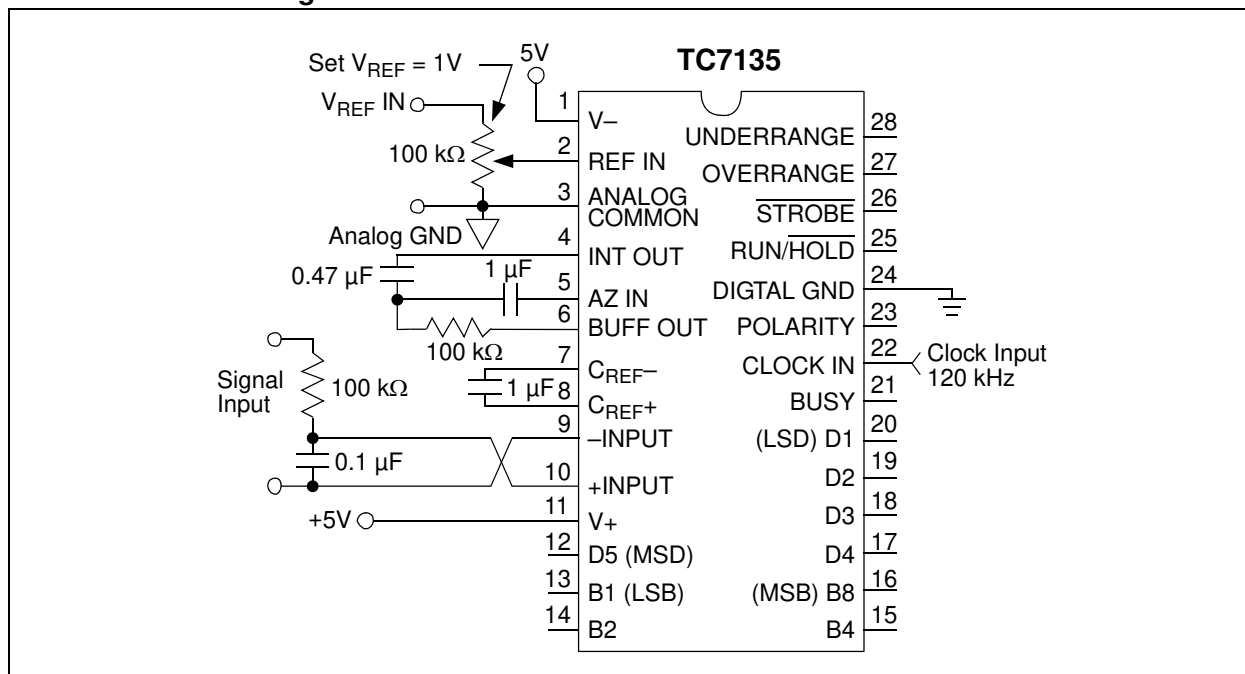 TC7135
5V
Set VREF = 1V
VREF IN
100 kΩ
Analog GND
0.47 µF
1 µF
100 kΩ
1 µF
Signal
Input
100 kΩ
0.1 µF
+5V
1
V–
2
REF IN
3
ANALOG
COMMON
4
INT OUT
5
AZ IN
6
BUFF OUT
7
CREF–
8
CREF+
9
–INPUT
10
+INPUT
11
V+
12
D5 (MSD)
13
B1 (LSB)
14
B2
UNDERRANGE
28
OVERRANGE
27
STROBE
26
RUN/HOLD
25
DIGTAL GND
24
POLARITY
23
CLOCK IN
22
Clock Input
120 kHz
BUSY
21
(LSD) D1
20
D2
19
D3
18
D4
17
(MSB) B8
16
B4
15